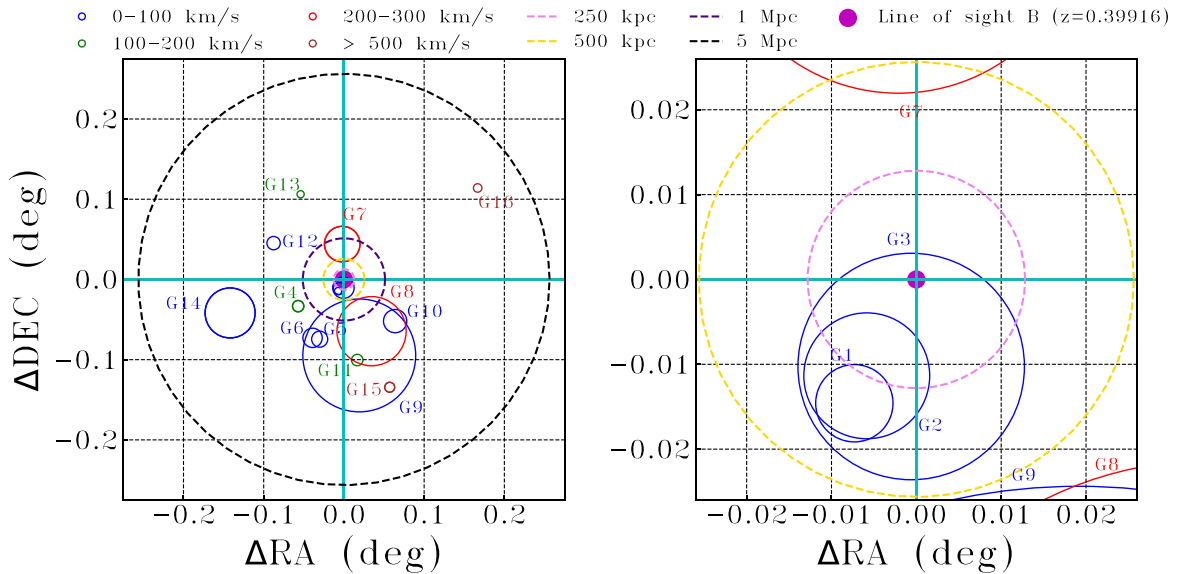 0−100 km/s 200−300 km/s 250 kpc 1 Mpc Line of sight B (z=0.39916)
100−200 km/s > 500 km/s 500 kpc 5 Mpc
0.2 0.02
G7
G13
0.1 G16 0.01
G7
G12 G3
ΔDEC (deg) 0.0 0.00
G4 G8
G14 G10
G6 G5 G1
−0.1 −0.01
G11
G15 G9 G2
−0.2 −0.02
G9 G8
−0.2 −0.1 0.0 0.1 0.2 −0.02 −0.01 0.00 0.01 0.02
ΔRA (deg) ΔRA (deg)